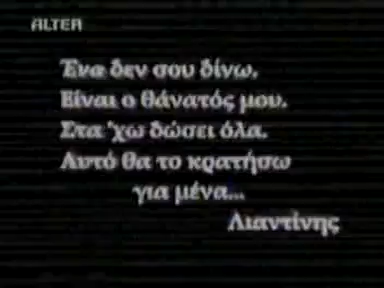 ALTER
Ένα δεν σου δίνω.
Είναι ο θάνατός μου.
Στα 'χω δώσει όλα.
Αυτό θα το κρατήσω
για μένα...
Λιαντίνης